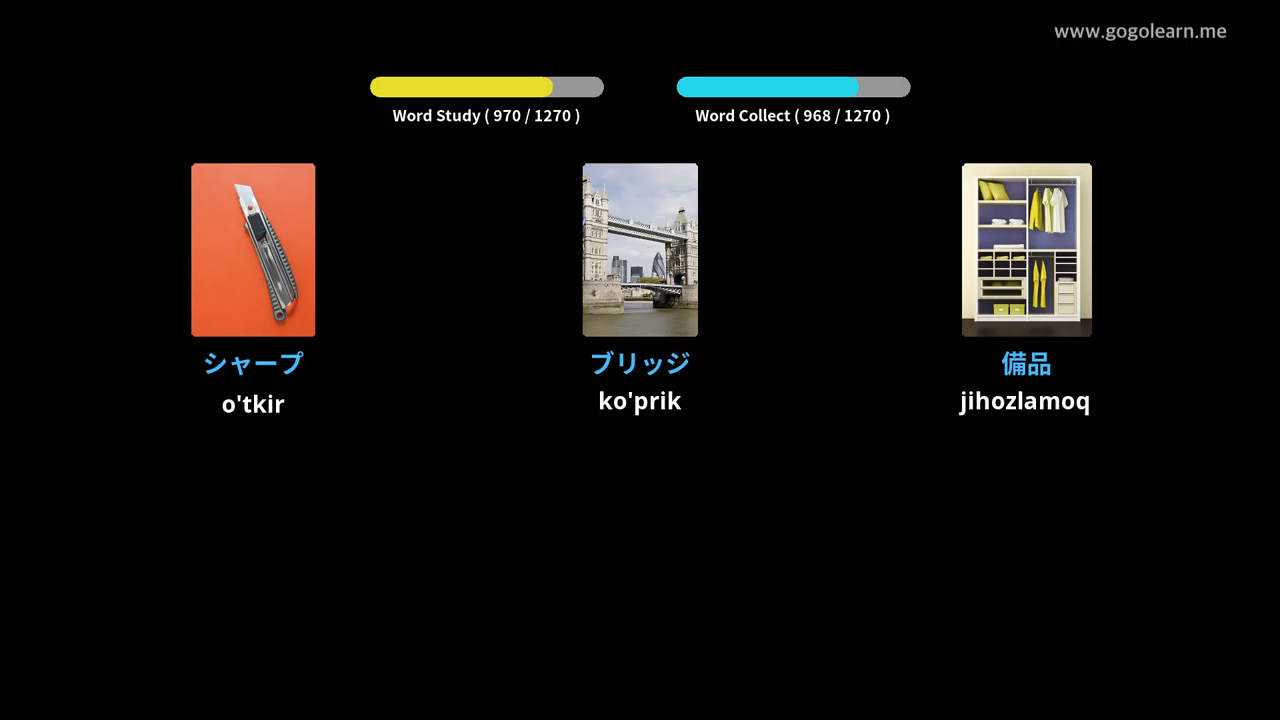 www.gogolearn.me
Word Study ( 970 / 1270 )
Word Collect ( 968 / 1270 )
シャープ
o'tkir
ブリッジ
ko'prik
備品
jihozlamoq